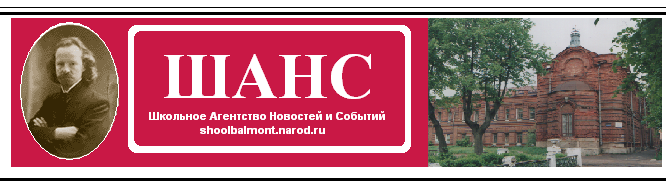 ШАНС
Школьное Агентство Новостей и Событий
shoolbalmont.narod.ru